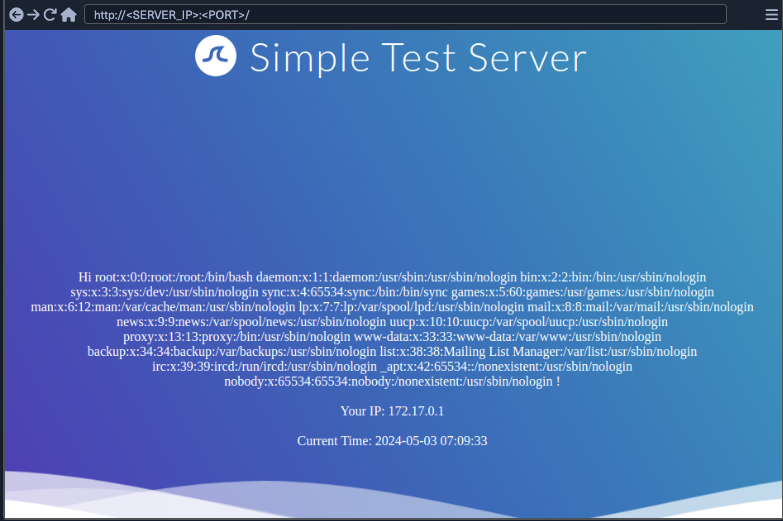 http://<SERVER_IP>:<PORT>/
Simple Test Server
Hi root:x:0:0:root:/root:/bin/bash daemon:x:1:1:daemon:/usr/sbin:/usr/sbin/nologin bin:x:2:2:bin:/bin:/usr/sbin/nologin
sys:x:3:3:sys:/dev:/usr/sbin/nologin sync:x:4:65534:sync:/bin:/bin/sync games:x:5:60:games:/usr/games:/usr/sbin/nologin
man:x:6:12:man:/var/cache/man:/usr/sbin/nologin lp:x:7:7:lp:/var/spool/lpd:/usr/sbin/nologin mail:x:8:8:mail:/var/mail:/usr/sbin/nologin
news:x:9:9:news:/var/spool/news:/usr/sbin/nologin uucp:x:10:10:uucp:/var/spool/uucp:/usr/sbin/nologin
proxy:x:13:13:proxy:/bin:/usr/sbin/nologin www-data:x:33:33:www-data:/var/www:/usr/sbin/nologin
backup:x:34:34:backup:/var/backups:/usr/sbin/nologin list:x:38:38:Mailing List Manager:/var/list:/usr/sbin/nologin
irc:x:39:39:ircd:/run/ircd:/usr/sbin/nologin _apt:x:42:65534::/nonexistent:/usr/sbin/nologin
nobody:x:65534:65534:nobody:/nonexistent:/usr/sbin/nologin !
Your IP: 172.17.0.1
Current Time: 2024-05-03 07:09:33